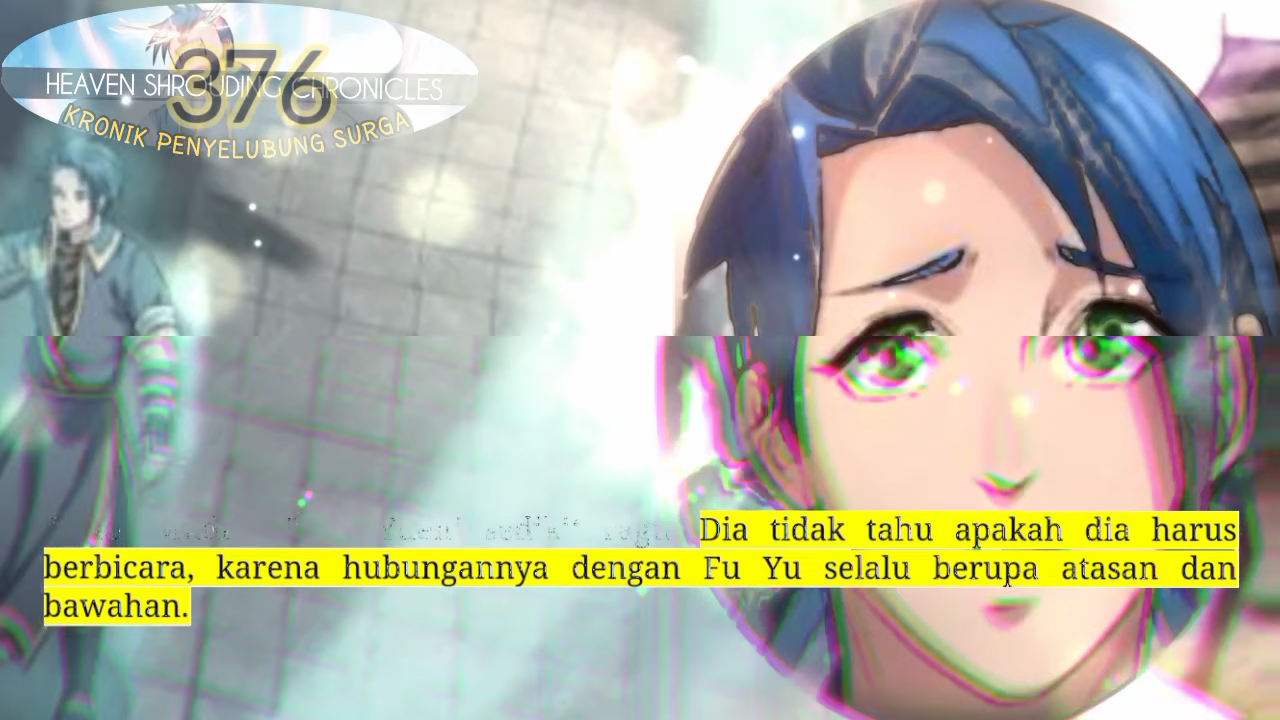 376
HEAVEN SHROUDING CHRONICLES
KRONIK PENYELUBUNG SURGA
Dia tidak tahu apakah dia harus
berbicara, karena hubungannya dengan Fu Yu selalu berupa atasan dan
bawahan.